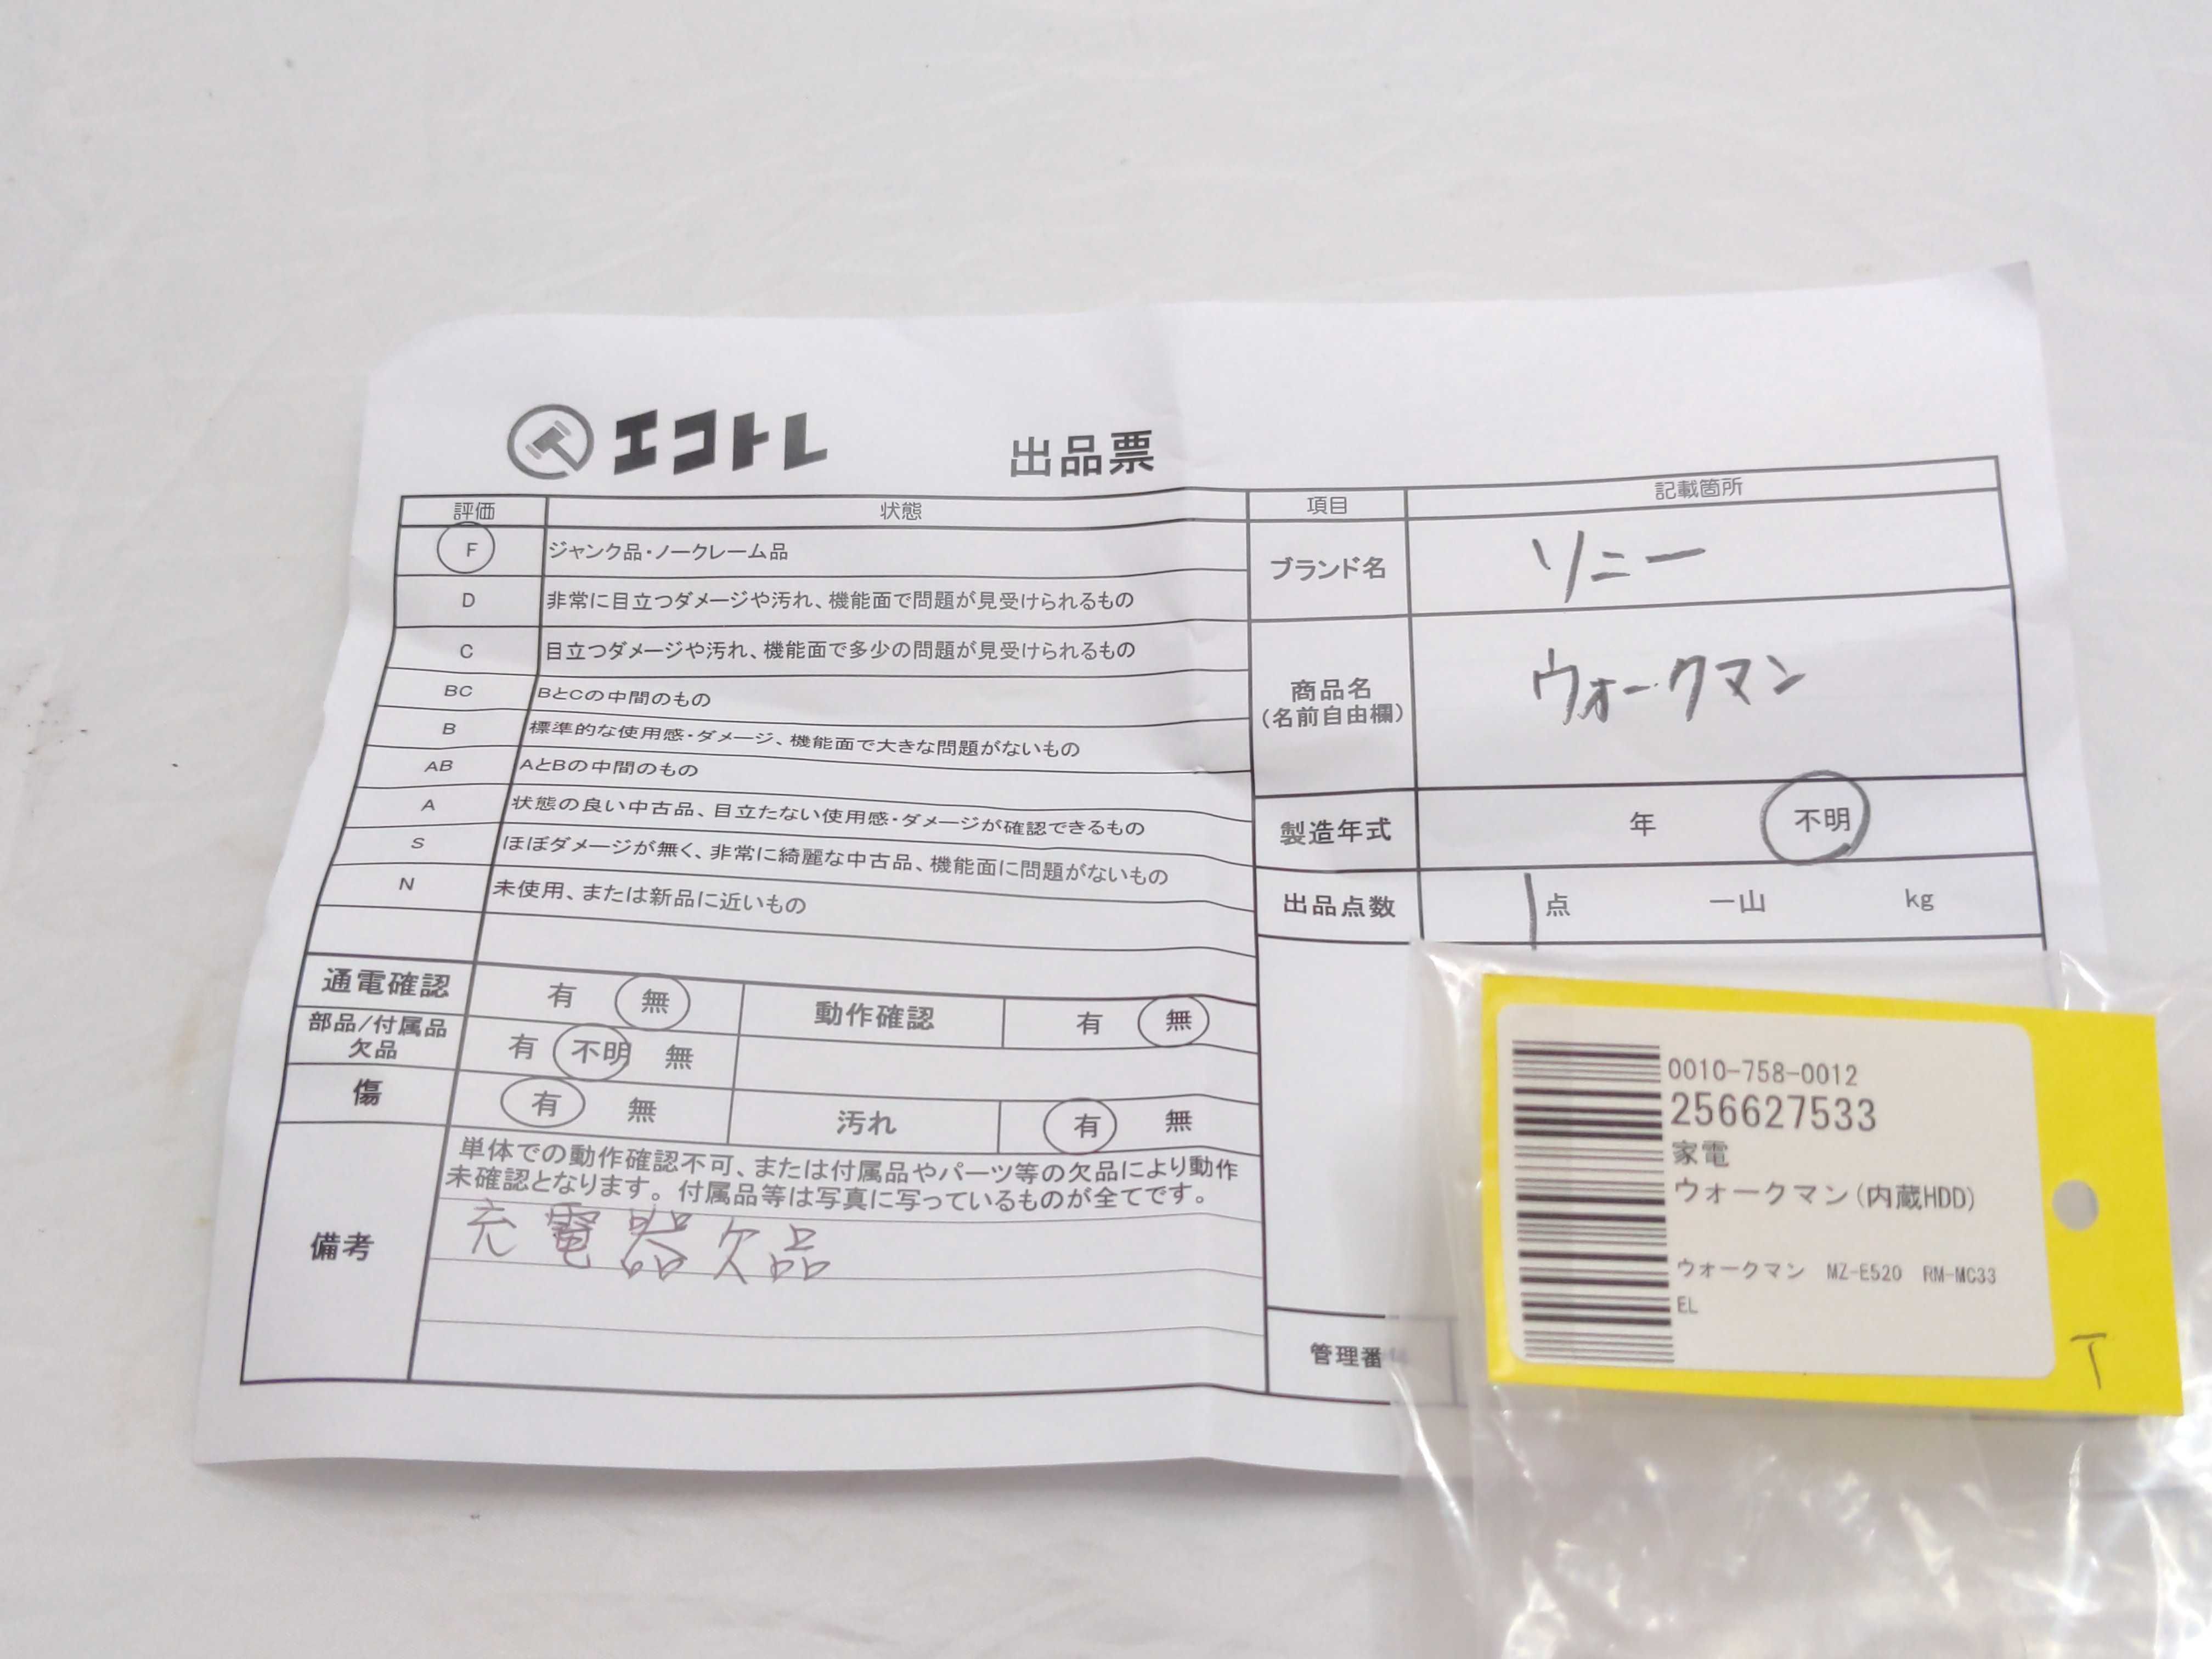 エコトレ 出品票
評価 状態
F ジャンク品・ノークレーム品
D 非常に目立つダメージや汚れ、機能面で問題が見受けられるもの
C 目立つダメージや汚れ、機能面で多少の問題が見受けられるもの
BC BとCの中間のもの
B 標準的な使用感・ダメージ、機能面で大きな問題がないもの
AB AとBの中間のもの
A 状態の良い中古品、目立たない使用感・ダメージが確認できるもの
S ほぼダメージが無く、非常に綺麗な中古品、機能面に問題がないもの
N 未使用、または新品に近いもの
通電確認 有 無 動作確認 有 無
部品/付属品
欠品 有 不明 無
傷 有 無 汚れ 有 無
備考
単体での動作確認不可、または付属品やパーツ等の欠品により動作
未確認となります。付属品等は写真に写っているものが全てです。
充電器欠品
項目 記載箇所
ブランド名 ソニー
商品名
(名前自由欄) ウォークマン
製造年式 年 不明
出品点数 1 点 一山 kg
管理番
0010-758-0012
256627533
家電
ウォークマン(内蔵HDD)
ウォークマン MZ-E520 RM-MC33
EL
T